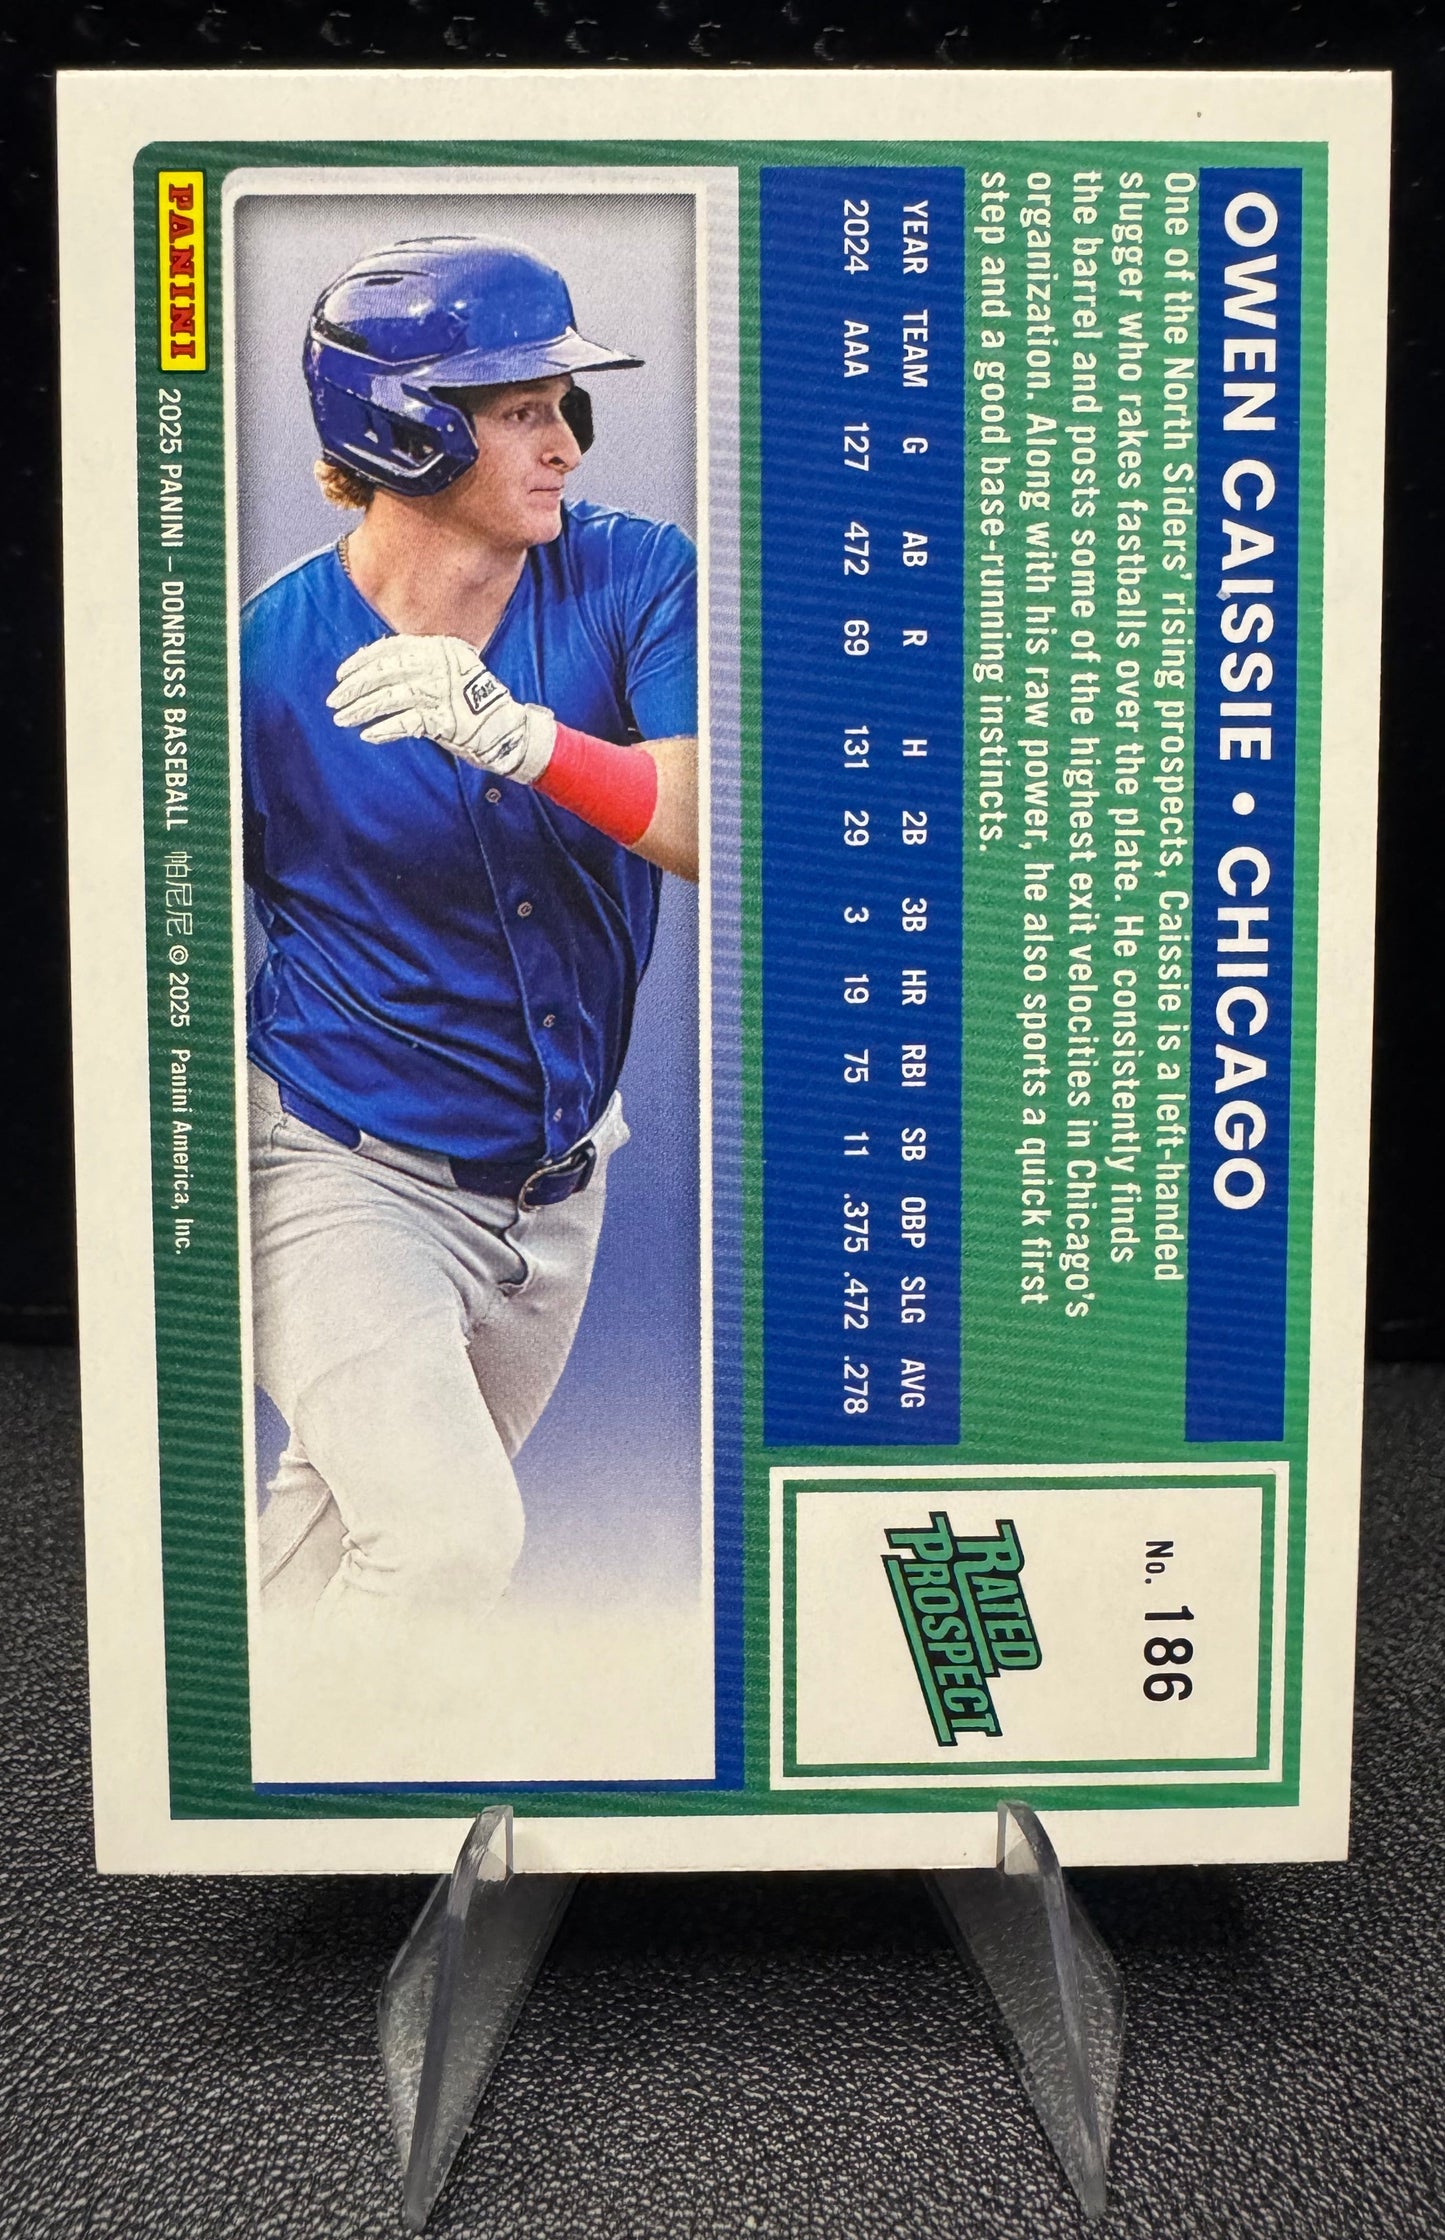 OWEN CAISSIE • CHICAGO
One of the North Siders' rising prospects, Caissie is a left-handed
slugger who rakes fastballs over the plate. He consistently finds
the barrel and posts some of the highest exit velocities in Chicago's
organization. Along with his raw power, he also sports a quick first
step and a good base-running instincts.
YEAR TEAM G AB R H 2B 3B HR RBI SB OBP SLG AVG
2024 AAA 127 472 69 131 29 3 19 75 11 .375 .472 .278
No. 186
RATED
PROSPECT
Franklin
PANINI 2025 PANINI – DONRUSS BASEBALL 帕尼尼 © 2025 Panini America, Inc.